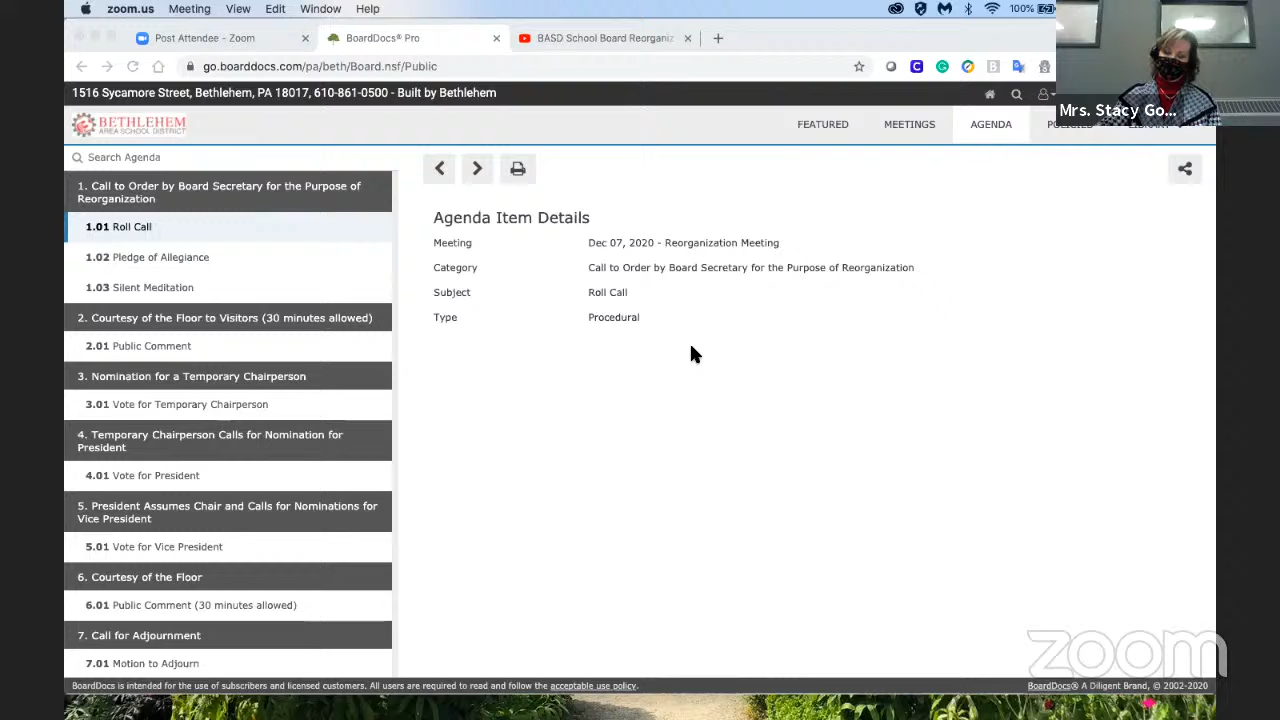 zoom.us Meeting View Edit Window Help 100%
Post Attendee - Zoom
BoardDocs® Pro
BASD School Board Reorganiz
go.boarddocs.com/pa/beth/Board.nsf/Public
1516 Sycamore Street, Bethlehem, PA 18017, 610-861-0500 - Built by Bethlehem
Mrs. Stacy Go...
BETHLEHEM
AREA SCHOOL DISTRICT
FEATURED MEETINGS AGENDA
Search Agenda
1. Call to Order by Board Secretary for the Purpose of
Reorganization
1.01 Roll Call
1.02 Pledge of Allegiance
1.03 Silent Meditation
2. Courtesy of the Floor to Visitors (30 minutes allowed)
2.01 Public Comment
3. Nomination for a Temporary Chairperson
3.01 Vote for Temporary Chairperson
4. Temporary Chairperson Calls for Nomination for
President
4.01 Vote for President
5. President Assumes Chair and Calls for Nominations for
Vice President
5.01 Vote for Vice President
6. Courtesy of the Floor
6.01 Public Comment (30 minutes allowed)
7. Call for Adjournment
7.01 Motion to Adjourn
Agenda Item Details
Meeting Dec 07, 2020 - Reorganization Meeting
Category Call to Order by Board Secretary for the Purpose of Reorganization
Subject Roll Call
Type Procedural
zoom
BoardDocs is intended for the use of subscribers and licensed customers. All users are required to read and follow the acceptable use policy.
BoardDocs® A Diligent Brand, © 2002-2020